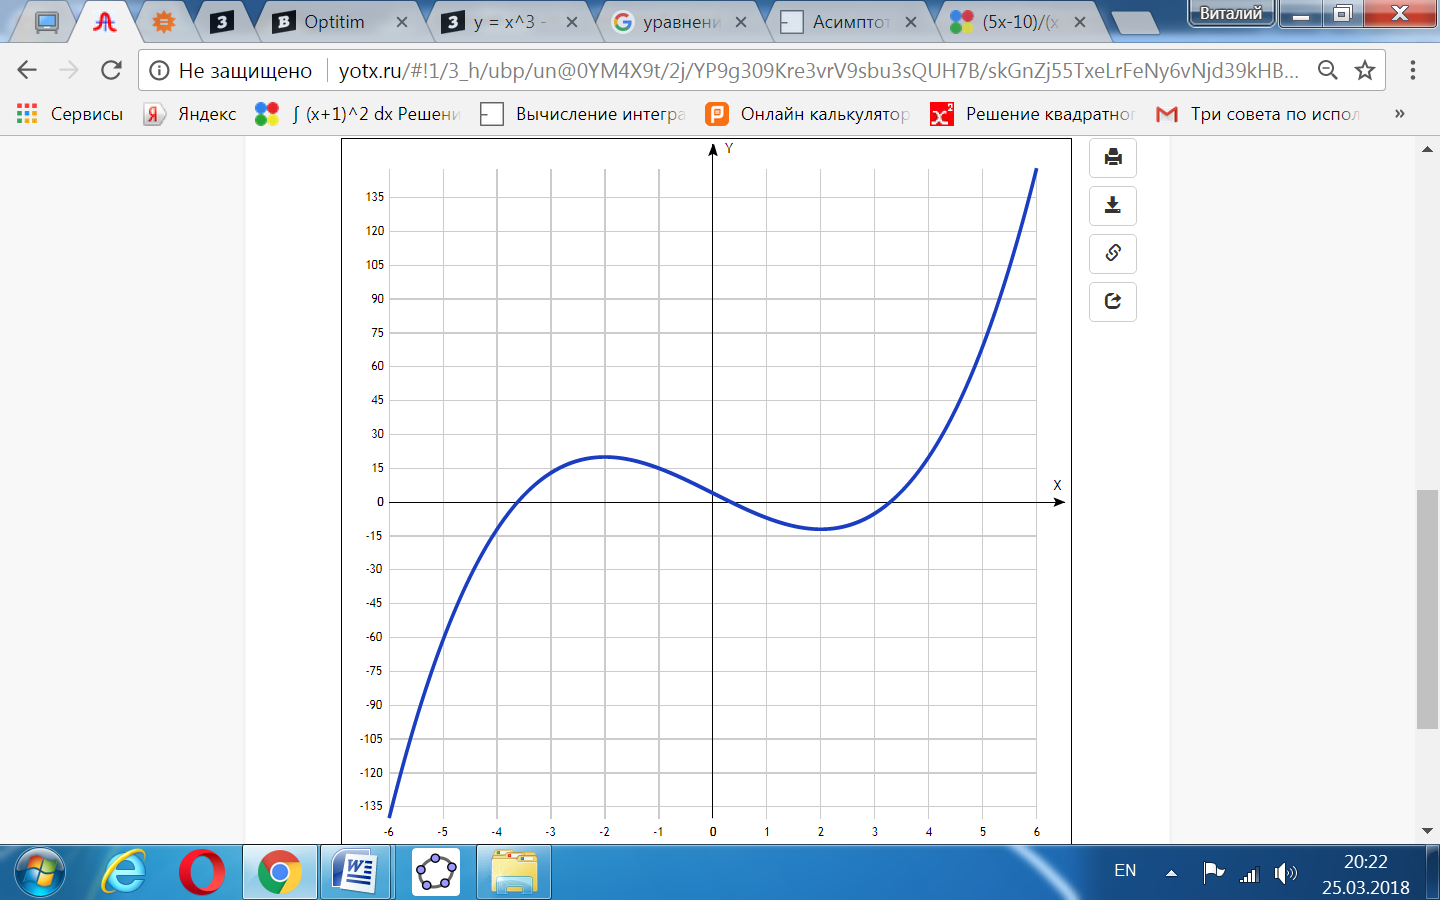 З
B Optitim
З y = x^3 -
уравнени
Асимптот
(5x-10)/(x
Виталий
Не защищено yotx.ru/#!1/3_h/ubp/un@0YM4X9t/2j/YP9g309Kre3vrV9sbu3sQUH7B/skGnZj55TxeLrFeNy6vNjd39kHB...
Сервисы Яндекс ∫ (x+1)^2 dx Решени Вычисление интегра Онлайн калькулятор Решение квадратног Три совета по испол »
Y
135
120
105
90
75
60
45
30
15
X
0
-15
-30
-45
-60
-75
-90
-105
-120
-135
-6 -5 -4 -3 -2 -1 0 1 2 3 4 5 6
EN
20:22
25.03.2018